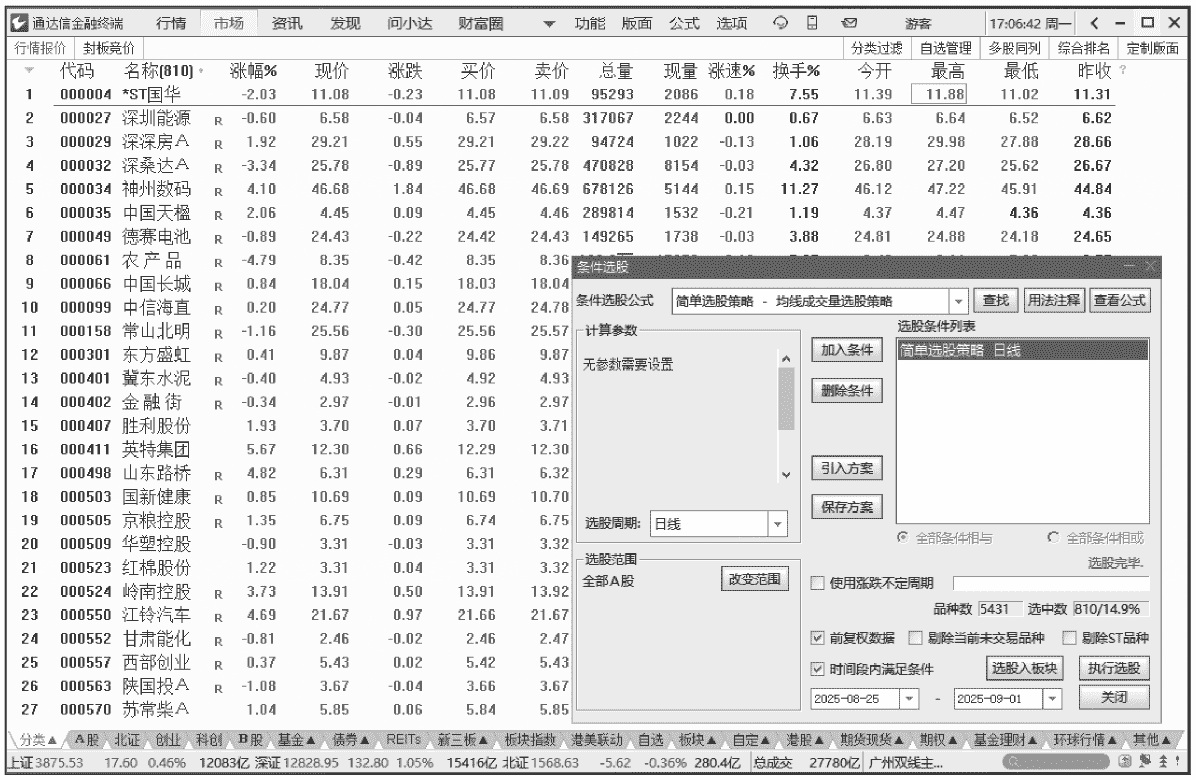 通达信金融终端 行情 市场 资讯 发现 问小达 财富圈 功能 版面 公式 选项 游客 17:06:42 周一
行情报价 封板竞价 分类过滤 自选管理 多股同列 综合排名 定制版面
代码 名称(810) 涨幅% 现价 涨跌 买价 卖价 总量 现量 涨速% 换手% 今开 最高 最低 昨收 ?
1 000004 *ST国华 -2.03 11.08 -0.23 11.08 11.09 95293 2086 0.18 7.55 11.39 11.88 11.02 11.31
2 000027 深圳能源 R -0.60 6.58 -0.04 6.57 6.58 317067 2244 0.00 0.67 6.63 6.64 6.52 6.62
3 000029 深深房A R 1.92 29.21 0.55 29.21 29.22 94724 1022 -0.13 1.06 28.19 29.98 27.88 28.66
4 000032 深桑达A R -3.34 25.78 -0.89 25.77 25.78 470828 8154 -0.03 4.32 26.80 27.20 25.62 26.67
5 000034 神州数码 R 4.10 46.68 1.84 46.68 46.69 678126 5144 0.15 11.27 46.12 47.22 45.91 44.84
6 000035 中国天楹 R 2.06 4.45 0.09 4.45 4.46 289814 1532 -0.21 1.19 4.37 4.47 4.36 4.36
7 000049 德赛电池 R -0.89 24.43 -0.22 24.42 24.43 149265 1738 -0.03 3.88 24.81 24.88 24.18 24.65
8 000061 农产品 R -4.79 8.35 -0.42 8.35 8.36
9 000066 中国长城 R 0.84 18.04 0.15 18.03 18.04
10 000099 中信海直 R 0.20 24.77 0.05 24.77 24.78
11 000158 常山北明 R -1.16 25.56 -0.30 25.56 25.57
12 000301 东方盛虹 R 0.41 9.87 0.04 9.86 9.87
13 000401 冀东水泥 R -0.40 4.93 -0.02 4.92 4.93
14 000402 金融街 R -0.34 2.97 -0.01 2.96 2.97
15 000407 胜利股份 1.93 3.70 0.07 3.70 3.71
16 000411 英特集团 5.67 12.30 0.66 12.29 12.30
17 000498 山东路桥 R 4.82 6.31 0.29 6.31 6.32
18 000503 国新健康 R 0.85 10.69 0.09 10.69 10.70
19 000505 京粮控股 R 1.35 6.75 0.09 6.74 6.75
20 000509 华塑控股 -0.90 3.31 -0.03 3.31 3.32
21 000523 红棉股份 1.22 3.31 0.04 3.31 3.32
22 000524 岭南控股 R 3.73 13.91 0.50 13.91 13.92
23 000550 江铃汽车 R 4.69 21.67 0.97 21.66 21.67
24 000552 甘肃能化 R -0.81 2.46 -0.02 2.46 2.47
25 000557 西部创业 R 0.37 5.43 0.02 5.42 5.43
26 000563 陕国投A R -1.08 3.67 -0.04 3.66 3.67
27 000570 苏常柴A 1.04 5.85 0.06 5.84 5.85
条件选股
条件选股公式 简单选股策略 - 均线成交量选股策略 查找 用法注释 查看公式
计算参数
无参数需要设置
选股周期: 日线
选股范围
全部A股 改变范围
加入条件
删除条件
引入方案
保存方案
选股条件列表
简单选股策略 日线
全部条件相与 全部条件相或
选股完毕.
使用涨跌不定周期
品种数 5431 选中数 810/14.9%
前复权数据 剔除当前未交易品种 剔除ST品种
时间段内满足条件 选股入板块 执行选股
2025-08-25 - 2025-09-01 关闭
分类▲ A股 北证 创业 科创 B股 基金▲ 债券▲ REITs 新三板▲ 板块指数 港美联动 自选 板块▲ 自定▲ 港股▲ 期货现货▲ 期权▲ 基金理财▲ 环球行情▲ 其他▲
上证3875.53 17.60 0.46% 12083亿 深证12828.95 132.80 1.05% 15416亿 北证1568.63 -5.62 -0.36% 280.4亿 总成交 27780亿 广州双线主...